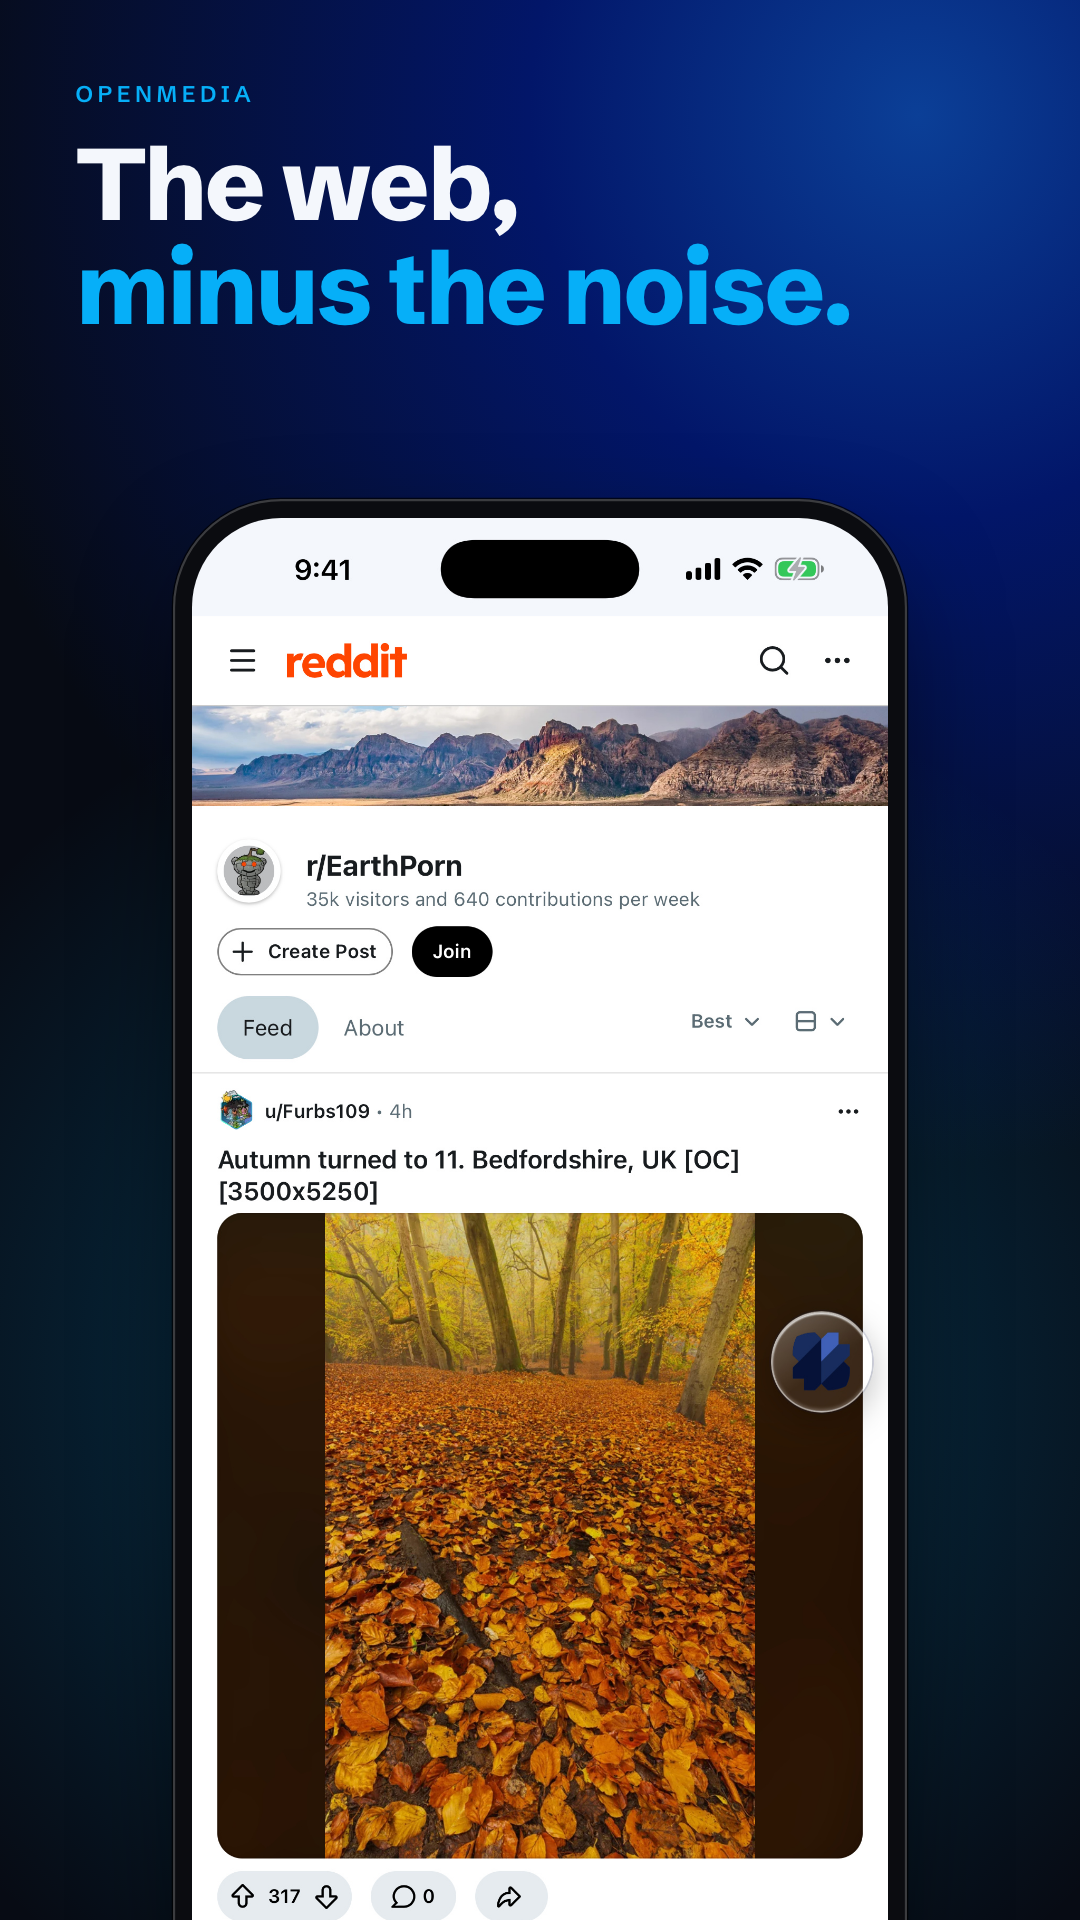 OPENMEDIA
The web,
minus the noise.
9:41
reddit
r/EarthPorn
35k visitors and 640 contributions per week
Create Post
Join
Feed
About
Best
u/Furbs109 • 4h
Autumn turned to 11. Bedfordshire, UK [OC]
[3500x5250]
317
0